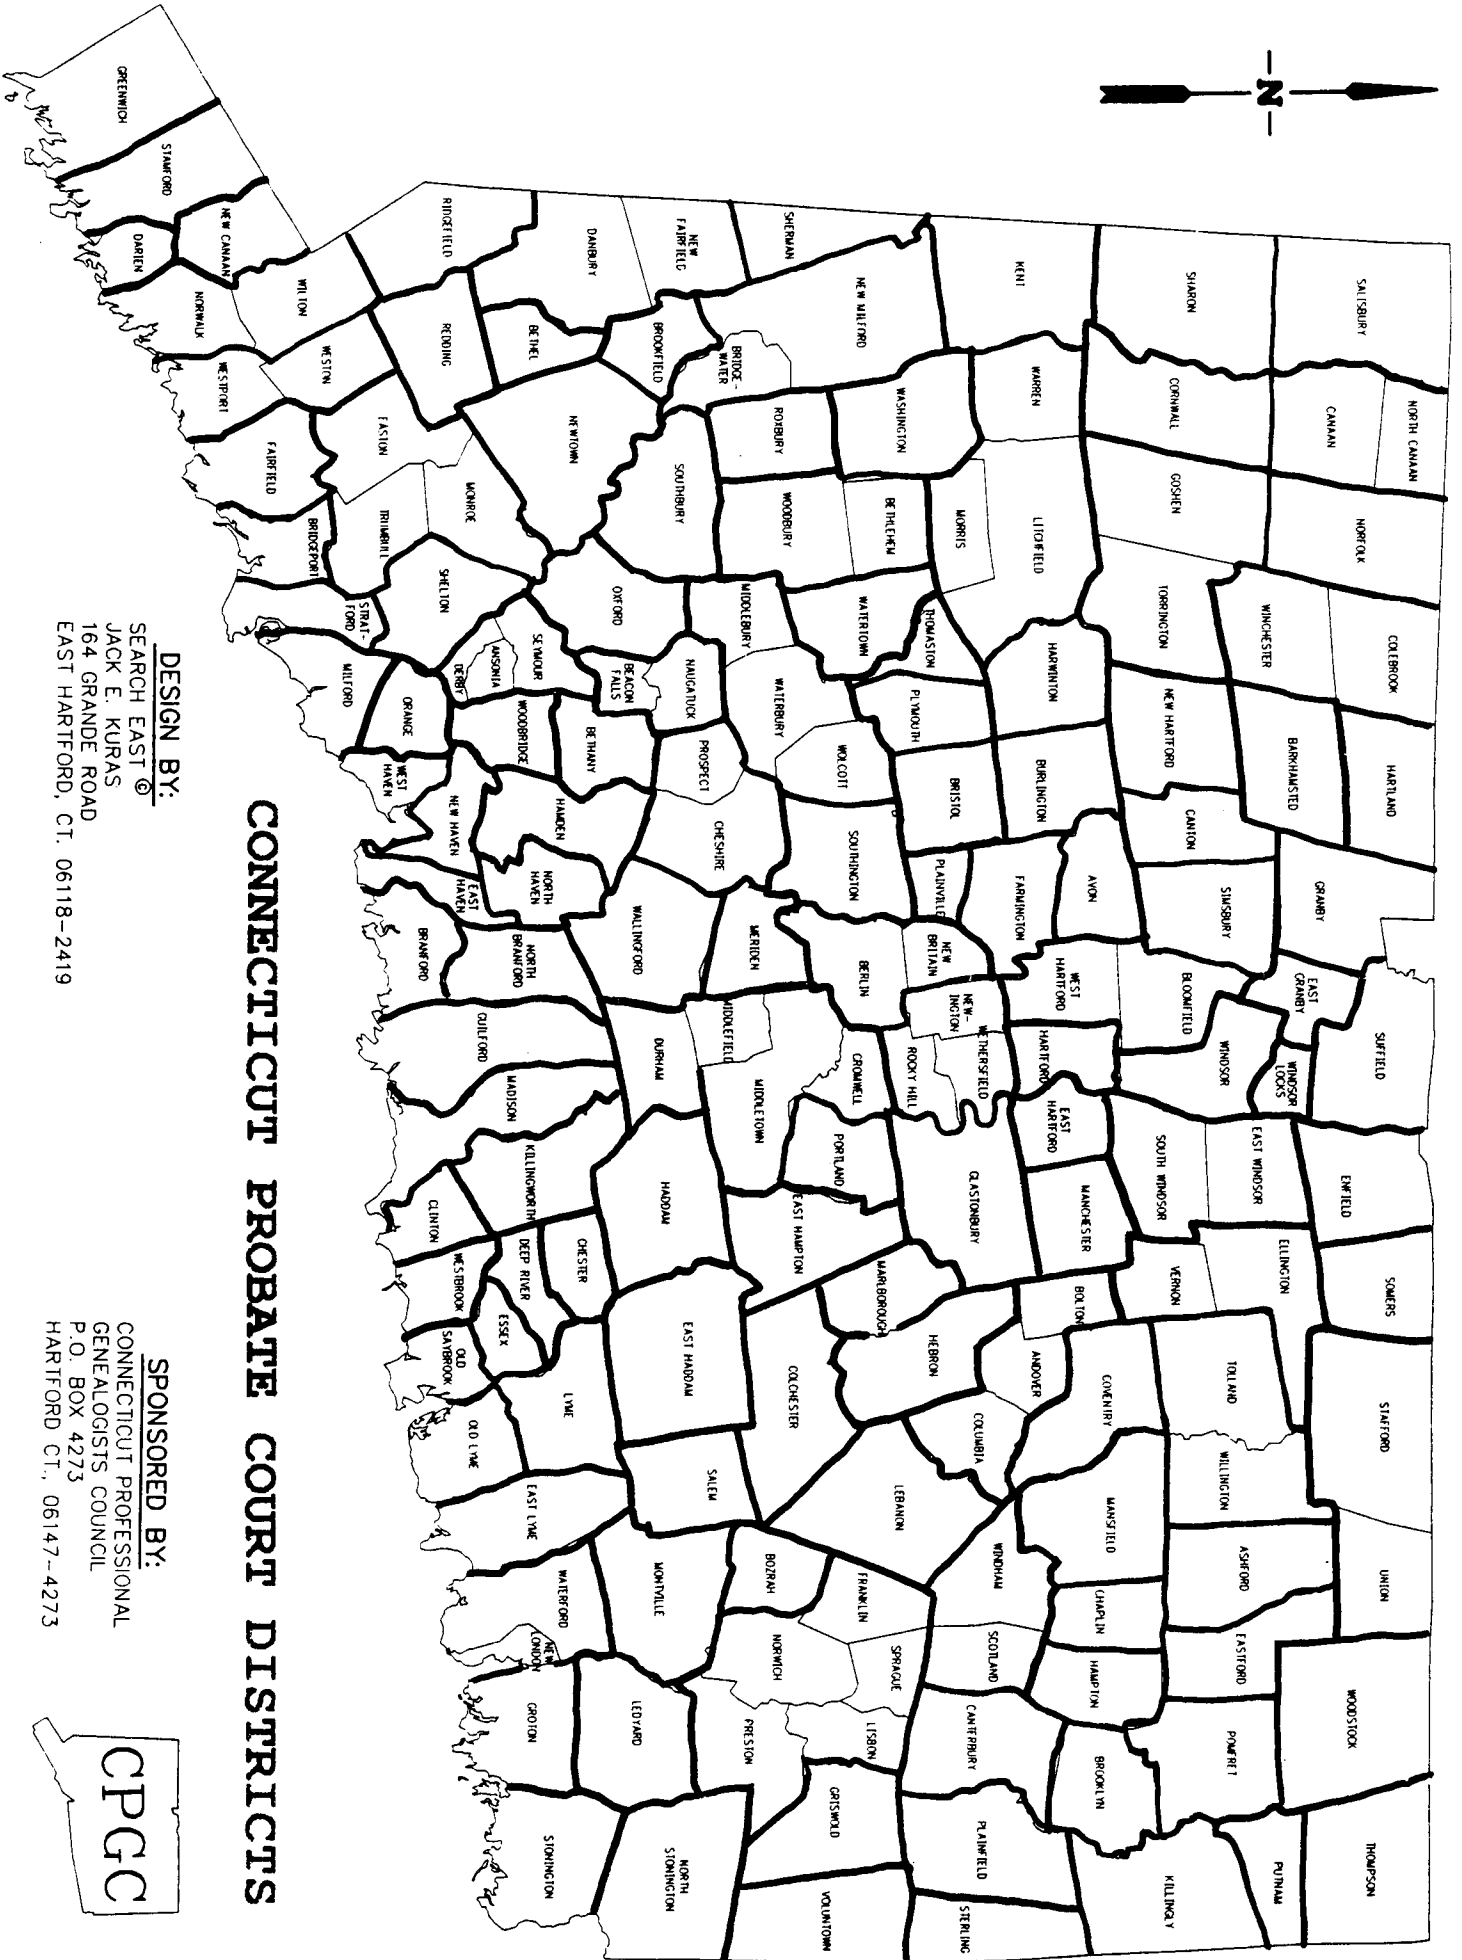 -N-
SALISBURY
NORTH CANAAN
CANAAN
NORFOLK
COLEBROOK
HARTLAND
GRANBY
SUFFIELD
ENFIELD
SOMERS
STAFFORD
UNION
WOODSTOCK
THOMPSON
SHARON
CORNWALL
GOSHEN
TORRINGTON
WINCHESTER
BARKHAMSTED
NEW HARTFORD
CANTON
SIMSBURY
EAST
GRANBY
WINDSOR
LOCKS
BLOOMFIELD
WINDSOR
EAST WINDSOR
SOUTH WINDSOR
ELLINGTON
VERNON
TOLLAND
WILLINGTON
ASHFORD
EASTFORD
POMFRET
PUTNAM
KILLINGLY
KENT
WARREN
LITCHFIELD
MORRIS
HARWINTON
BURLINGTON
AVON
FARMINGTON
WEST
HARTFORD
HARTFORD
EAST
HARTFORD
MANCHESTER
BOLTON
COVENTRY
ANDOVER
MANSFIELD
CHAPLIN
HAMPTON
BROOKLYN
SHERMAN
NEW MILFORD
WASHINGTON
ROXBURY
BRIDGE-
WATER
BETHLEHEM
WOODBURY
WATERTOWN
THOMASTON
PLYMOUTH
BRISTOL
PLAINVILLE
NEW
BRITAIN
NEW-
INGTON
WETHERSFIELD
ROCKY HILL
GLASTONBURY
MARLBOROUGH
HEBRON
COLUMBIA
LEBANON
WINDHAM
SCOTLAND
CANTERBURY
PLAINFIELD
STERLING
NEW
FAIRFIELD
DANBURY
BROOKFIELD
BETHEL
NEWTOWN
SOUTHBURY
MIDDLEBURY
WATERBURY
WOLCOTT
SOUTHINGTON
BERLIN
CROMWELL
PORTLAND
MIDDLETOWN
MIDDLEFIELD
EAST HAMPTON
COLCHESTER
FRANKLIN
SPRAGUE
LISBON
BOZRAH
NORWICH
PRESTON
GRISWOLD
VOLUNTOWN
RIDGEFIELD
REDDING
MONROE
OXFORD
NAUGATUCK
BEACON
FALLS
PROSPECT
CHESHIRE
MERIDEN
WALLINGFORD
DURHAM
HADDAM
EAST HADDAM
SALEM
MONTVILLE
LEDYARD
NORTH
STONINGTON
WILTON
WESTON
EASTON
TRUMBULL
SHELTON
SEYMOUR
ANSONIA
DERBY
WOODBRIDGE
BETHANY
HAMDEN
NORTH
HAVEN
NORTH
BRANFORD
GUILFORD
MADISON
KILLINGWORTH
CHESTER
DEEP RIVER
ESSEX
LYME
EAST LYME
WATERFORD
NEW
LONDON
GROTON
STONINGTON
GREENWICH
STAMFORD
NEW CANAAN
DARIEN
NORWALK
WESTPORT
FAIRFIELD
BRIDGEPORT
STRAT-
FORD
MILFORD
ORANGE
WEST
HAVEN
NEW HAVEN
EAST
HAVEN
BRANFORD
CLINTON
WESTBROOK
OLD
SAYBROOK
OLD LYME
CONNECTICUT PROBATE COURT DISTRICTS
DESIGN BY:
SEARCH EAST ©
JACK E. KURAS
164 GRANDE ROAD
EAST HARTFORD, CT. 06118-2419
SPONSORED BY:
CONNECTICUT PROFESSIONAL
GENEALOGISTS COUNCIL
P.O. BOX 4273
HARTFORD CT., 06147-4273
CPGC